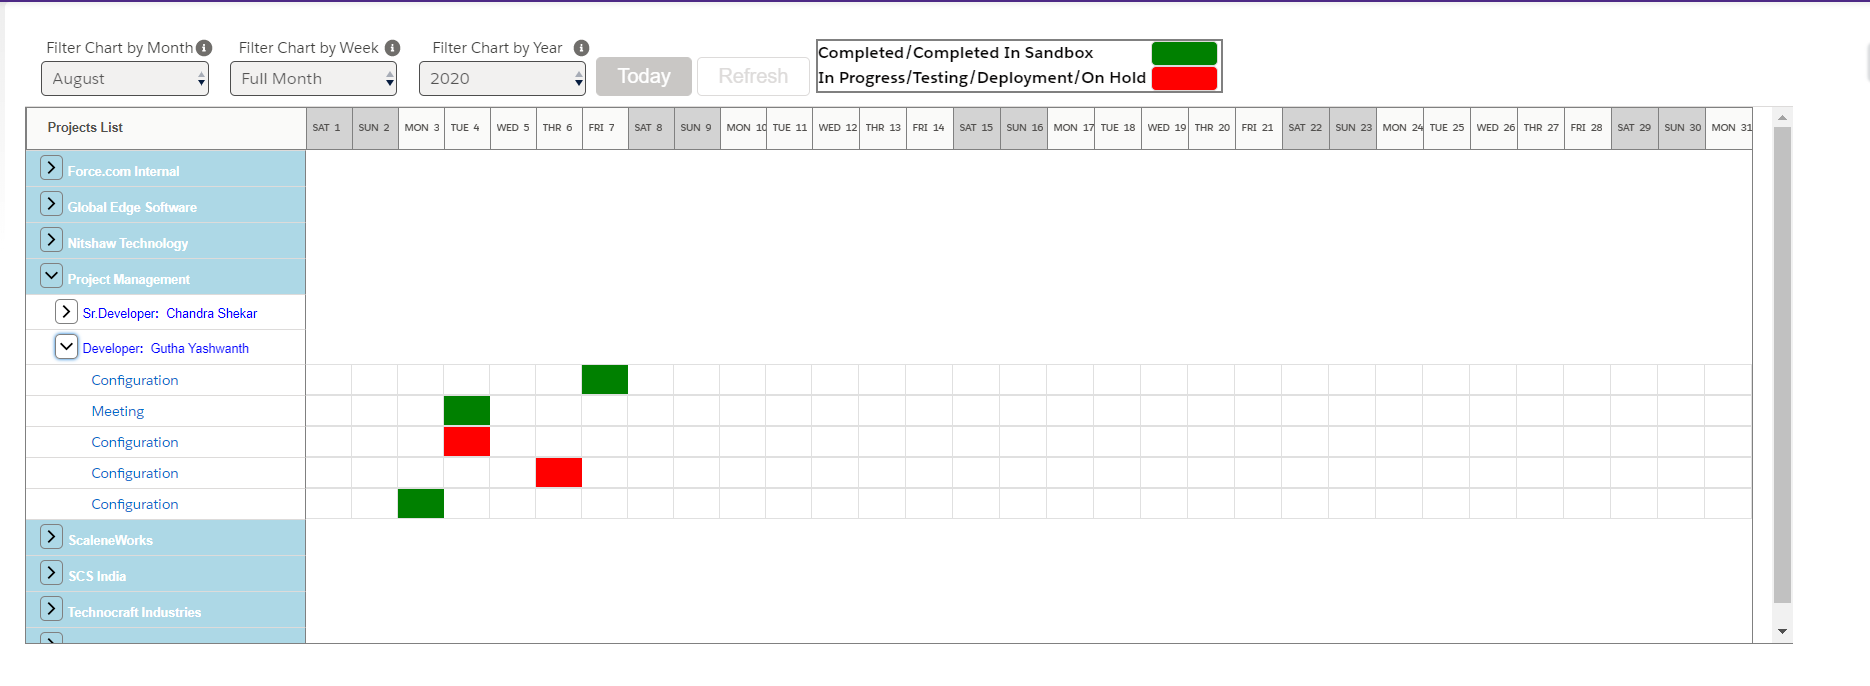 Filter Chart by Month Filter Chart by Week Filter Chart by Year
August Full Month 2020 Today Refresh
Completed/Completed In Sandbox
In Progress/Testing/Deployment/On Hold
Projects List SAT 1 SUN 2 MON 3 TUE 4 WED 5 THR 6 FRI 7 SAT 8 SUN 9 MON 10 TUE 11 WED 12 THR 13 FRI 14 SAT 15 SUN 16 MON 17 TUE 18 WED 19 THR 20 FRI 21 SAT 22 SUN 23 MON 24 TUE 25 WED 26 THR 27 FRI 28 SAT 29 SUN 30 MON 31
Force.com Internal
Global Edge Software
Nitshaw Technology
Project Management
Sr.Developer: Chandra Shekar
Developer: Gutha Yashwanth
Configuration
Meeting
Configuration
Configuration
Configuration
ScaleneWorks
SCS India
Technocraft Industries